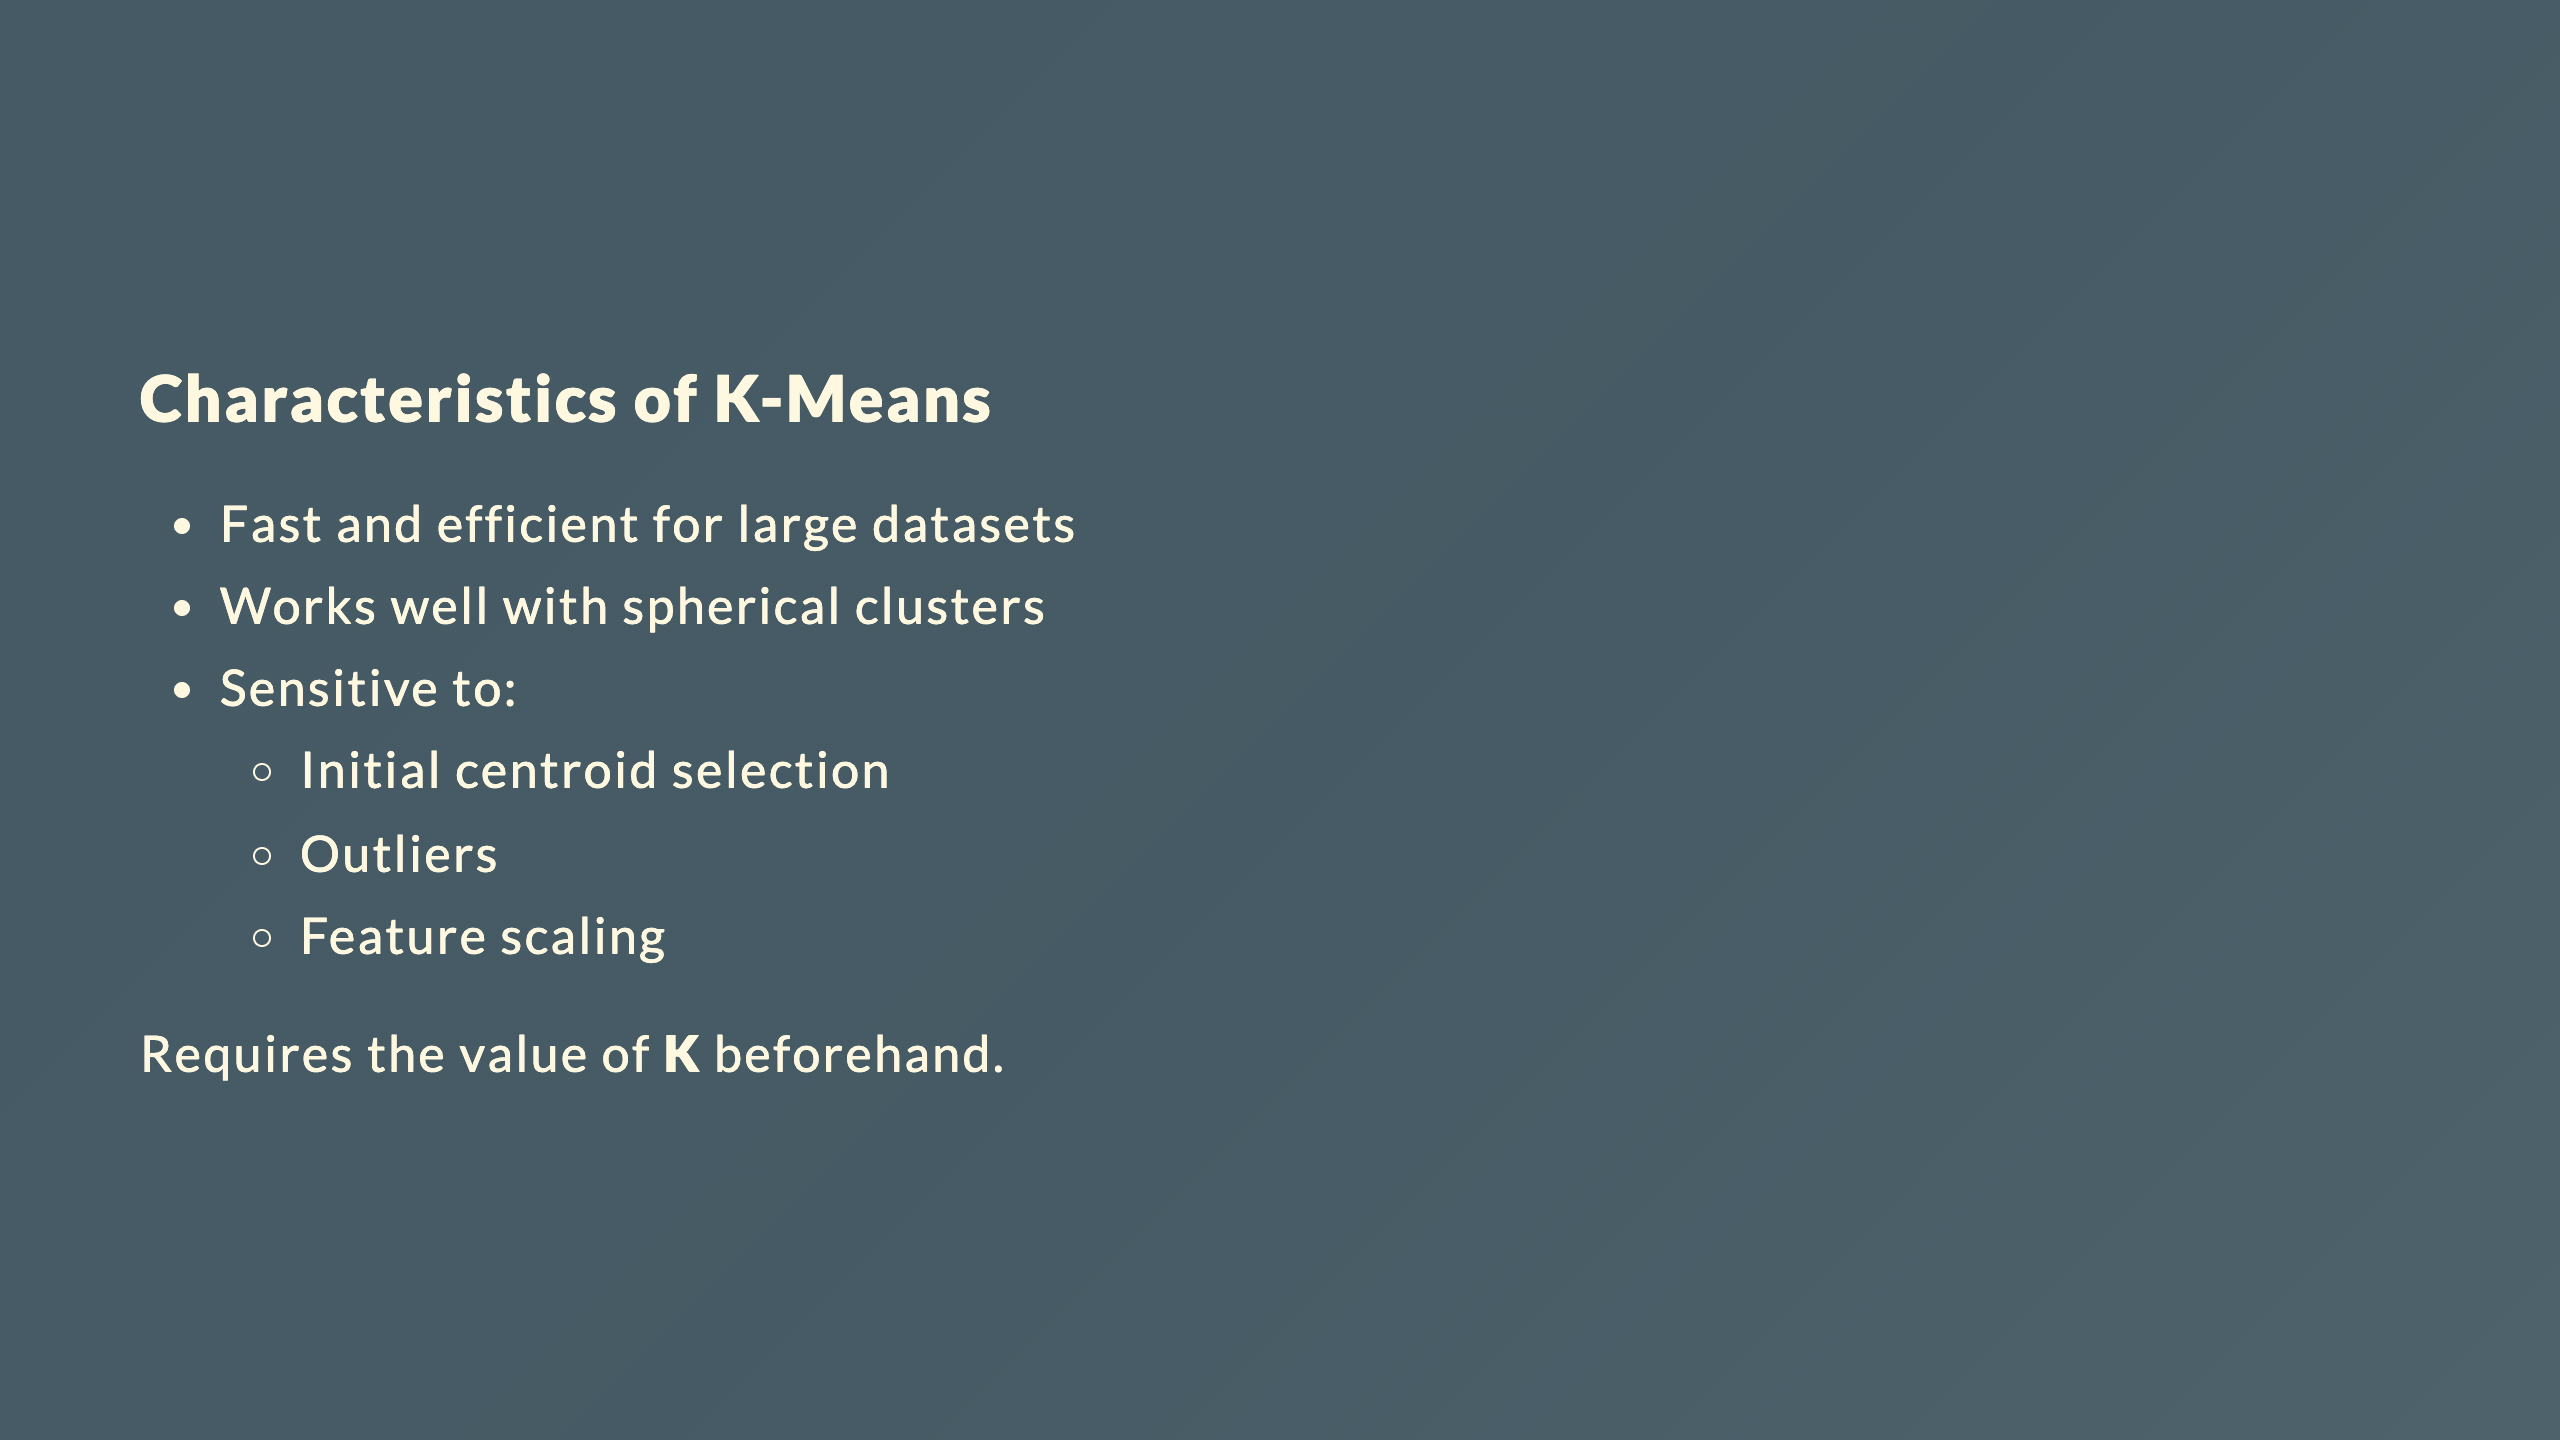 Characteristics of K-Means
• Fast and efficient for large datasets
• Works well with spherical clusters
• Sensitive to:
◦ Initial centroid selection
◦ Outliers
◦ Feature scaling
Requires the value of K beforehand.